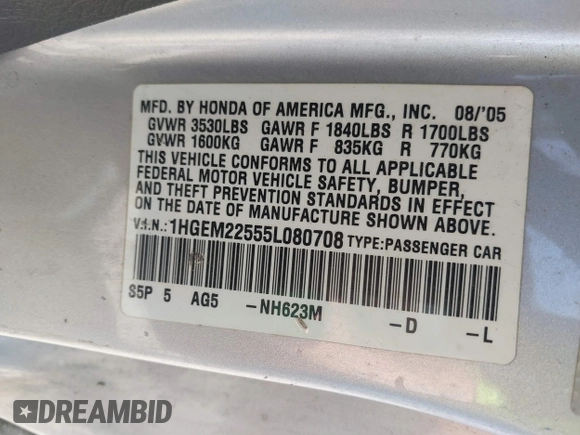 MFD. BY HONDA OF AMERICA MFG., INC. 08/'05
GVWR 3530LBS GAWR F 1840LBS R 1700LBS
GVWR 1600KG GAWR F 835KG R 770KG
THIS VEHICLE CONFORMS TO ALL APPLICABLE
FEDERAL MOTOR VEHICLE SAFETY, BUMPER,
AND THEFT PREVENTION STANDARDS IN EFFECT
ON THE DATE OF MANUFACTURE SHOWN ABOVE.
V.I.N.:1HGEM22555L080708 TYPE:PASSENGER CAR
S5P 5 AG5 -NH623M -D -L
DREAMBID